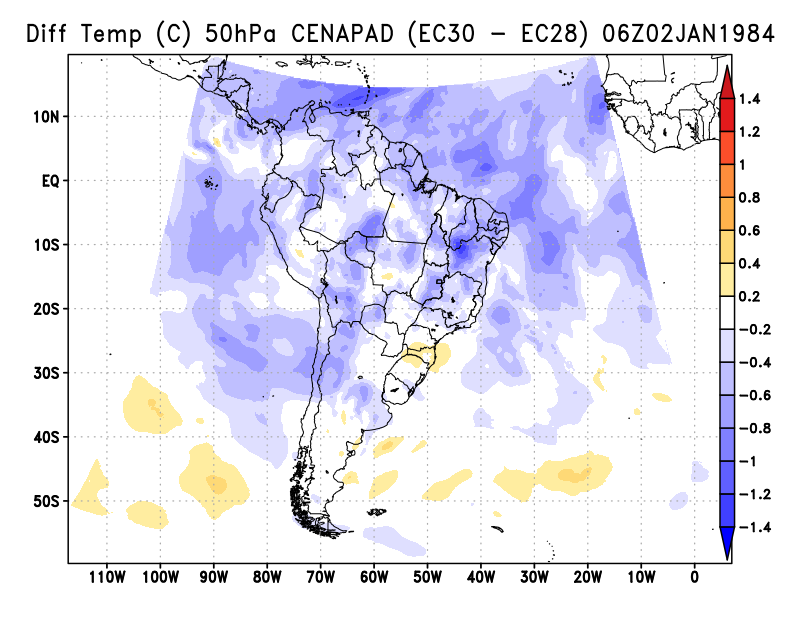 Diff Temp (C) 50hPa CENAPAD (EC30 − EC28) 06Z02JAN1984
10N
EQ
10S
20S
30S
40S
50S
110W 100W 90W 80W 70W 60W 50W 40W 30W 20W 10W 0
1.4
1.2
1
0.8
0.6
0.4
0.2
−0.2
−0.4
−0.6
−0.8
−1
−1.2
−1.4